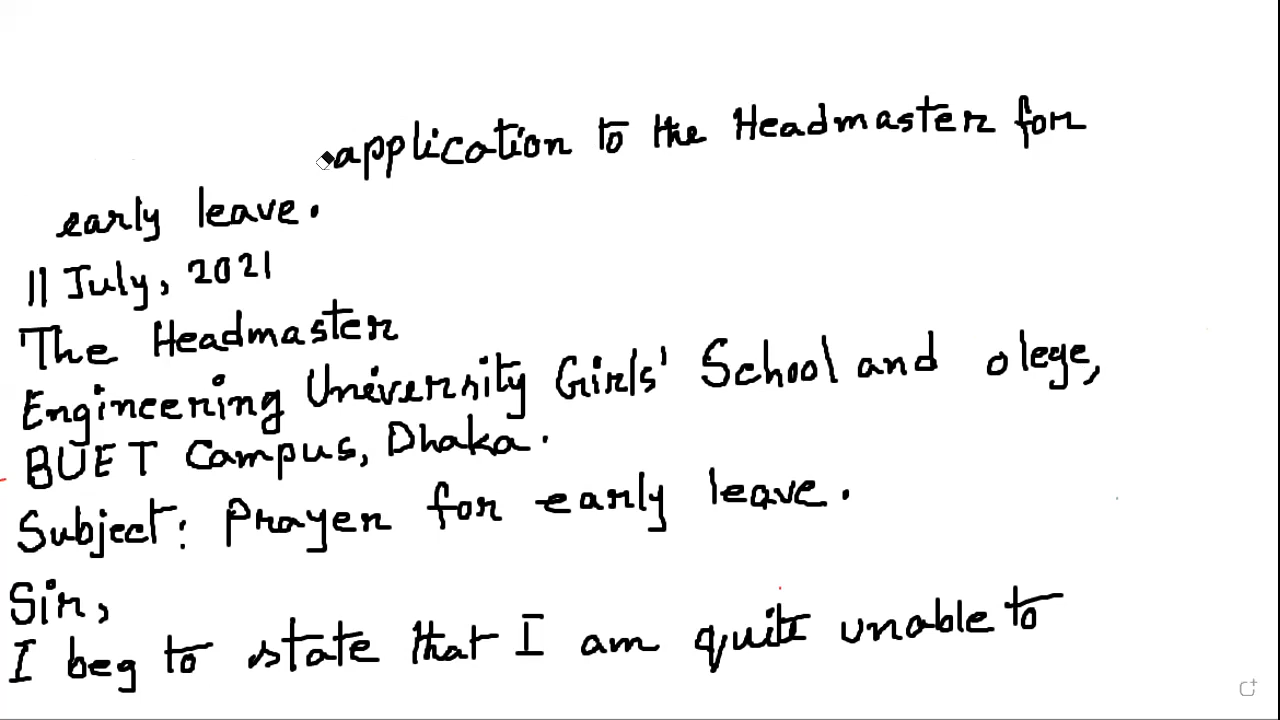 application to the Headmaster for
early leave.
11 July, 2021
The Headmaster
Engineering University Girls' School and olege,
BUET Campus, Dhaka.
Subject: Prayer for early leave.
Sir,
I beg to state that I am quite unable to